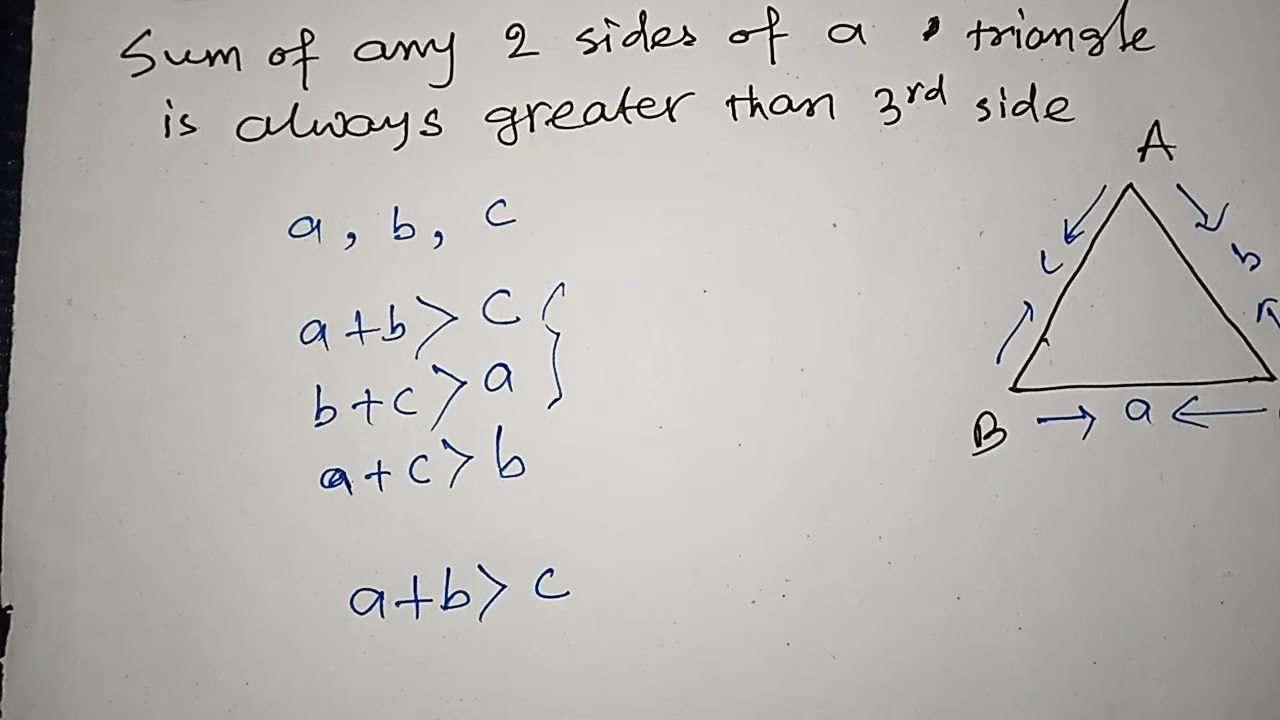 Sum of any 2 sides of a triangle
is always greater than 3rd side
A
a, b, c
c
b
a+b > c
b+c > a
B
a
a+c > b
a+b > c